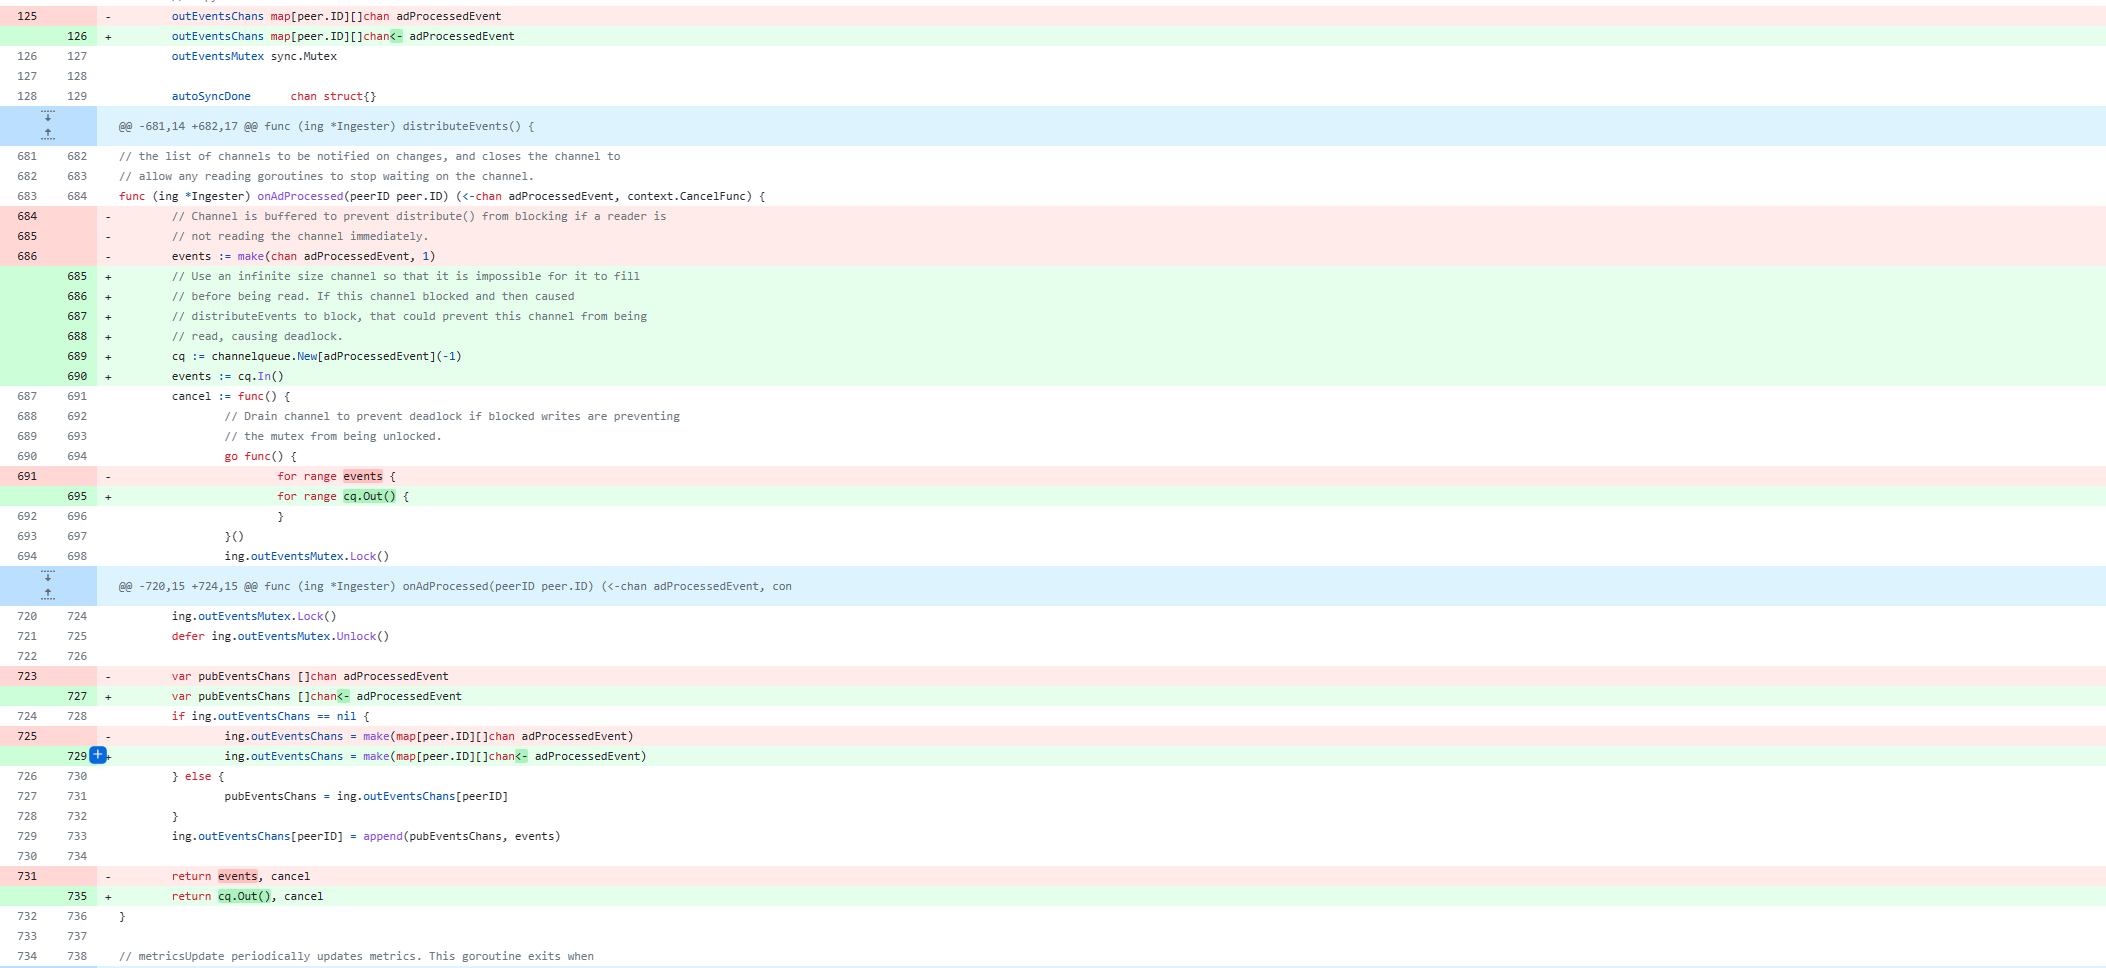 125 - outEventsChans map[peer.ID][]chan adProcessedEvent
126 + outEventsChans map[peer.ID][]chan<- adProcessedEvent
126 127 outEventsMutex sync.Mutex
127 128
128 129 autoSyncDone chan struct{}
@@ -681,14 +682,17 @@ func (ing *Ingester) distributeEvents() {
681 682 // the list of channels to be notified on changes, and closes the channel to
682 683 // allow any reading goroutines to stop waiting on the channel.
683 684 func (ing *Ingester) onAdProcessed(peerID peer.ID) (<-chan adProcessedEvent, context.CancelFunc) {
684 - // Channel is buffered to prevent distribute() from blocking if a reader is
685 - // not reading the channel immediately.
686 - events := make(chan adProcessedEvent, 1)
685 + // Use an infinite size channel so that it is impossible for it to fill
686 + // before being read. If this channel blocked and then caused
687 + // distributeEvents to block, that could prevent this channel from being
688 + // read, causing deadlock.
689 + cq := channelqueue.New[adProcessedEvent](-1)
690 + events := cq.In()
687 691 cancel := func() {
688 692 // Drain channel to prevent deadlock if blocked writes are preventing
689 693 // the mutex from being unlocked.
690 694 go func() {
691 - for range events {
695 + for range cq.Out() {
692 696 }
693 697 }()
694 698 ing.outEventsMutex.Lock()
@@ -720,15 +724,15 @@ func (ing *Ingester) onAdProcessed(peerID peer.ID) (<-chan adProcessedEvent, con
720 724 ing.outEventsMutex.Lock()
721 725 defer ing.outEventsMutex.Unlock()
722 726
723 - var pubEventsChans []chan adProcessedEvent
727 + var pubEventsChans []chan<- adProcessedEvent
724 728 if ing.outEventsChans == nil {
725 - ing.outEventsChans = make(map[peer.ID][]chan adProcessedEvent)
729 + ing.outEventsChans = make(map[peer.ID][]chan<- adProcessedEvent)
726 730 } else {
727 731 pubEventsChans = ing.outEventsChans[peerID]
728 732 }
729 733 ing.outEventsChans[peerID] = append(pubEventsChans, events)
730 734
731 - return events, cancel
735 + return cq.Out(), cancel
732 736 }
733 737
734 738 // metricsUpdate periodically updates metrics. This goroutine exits when